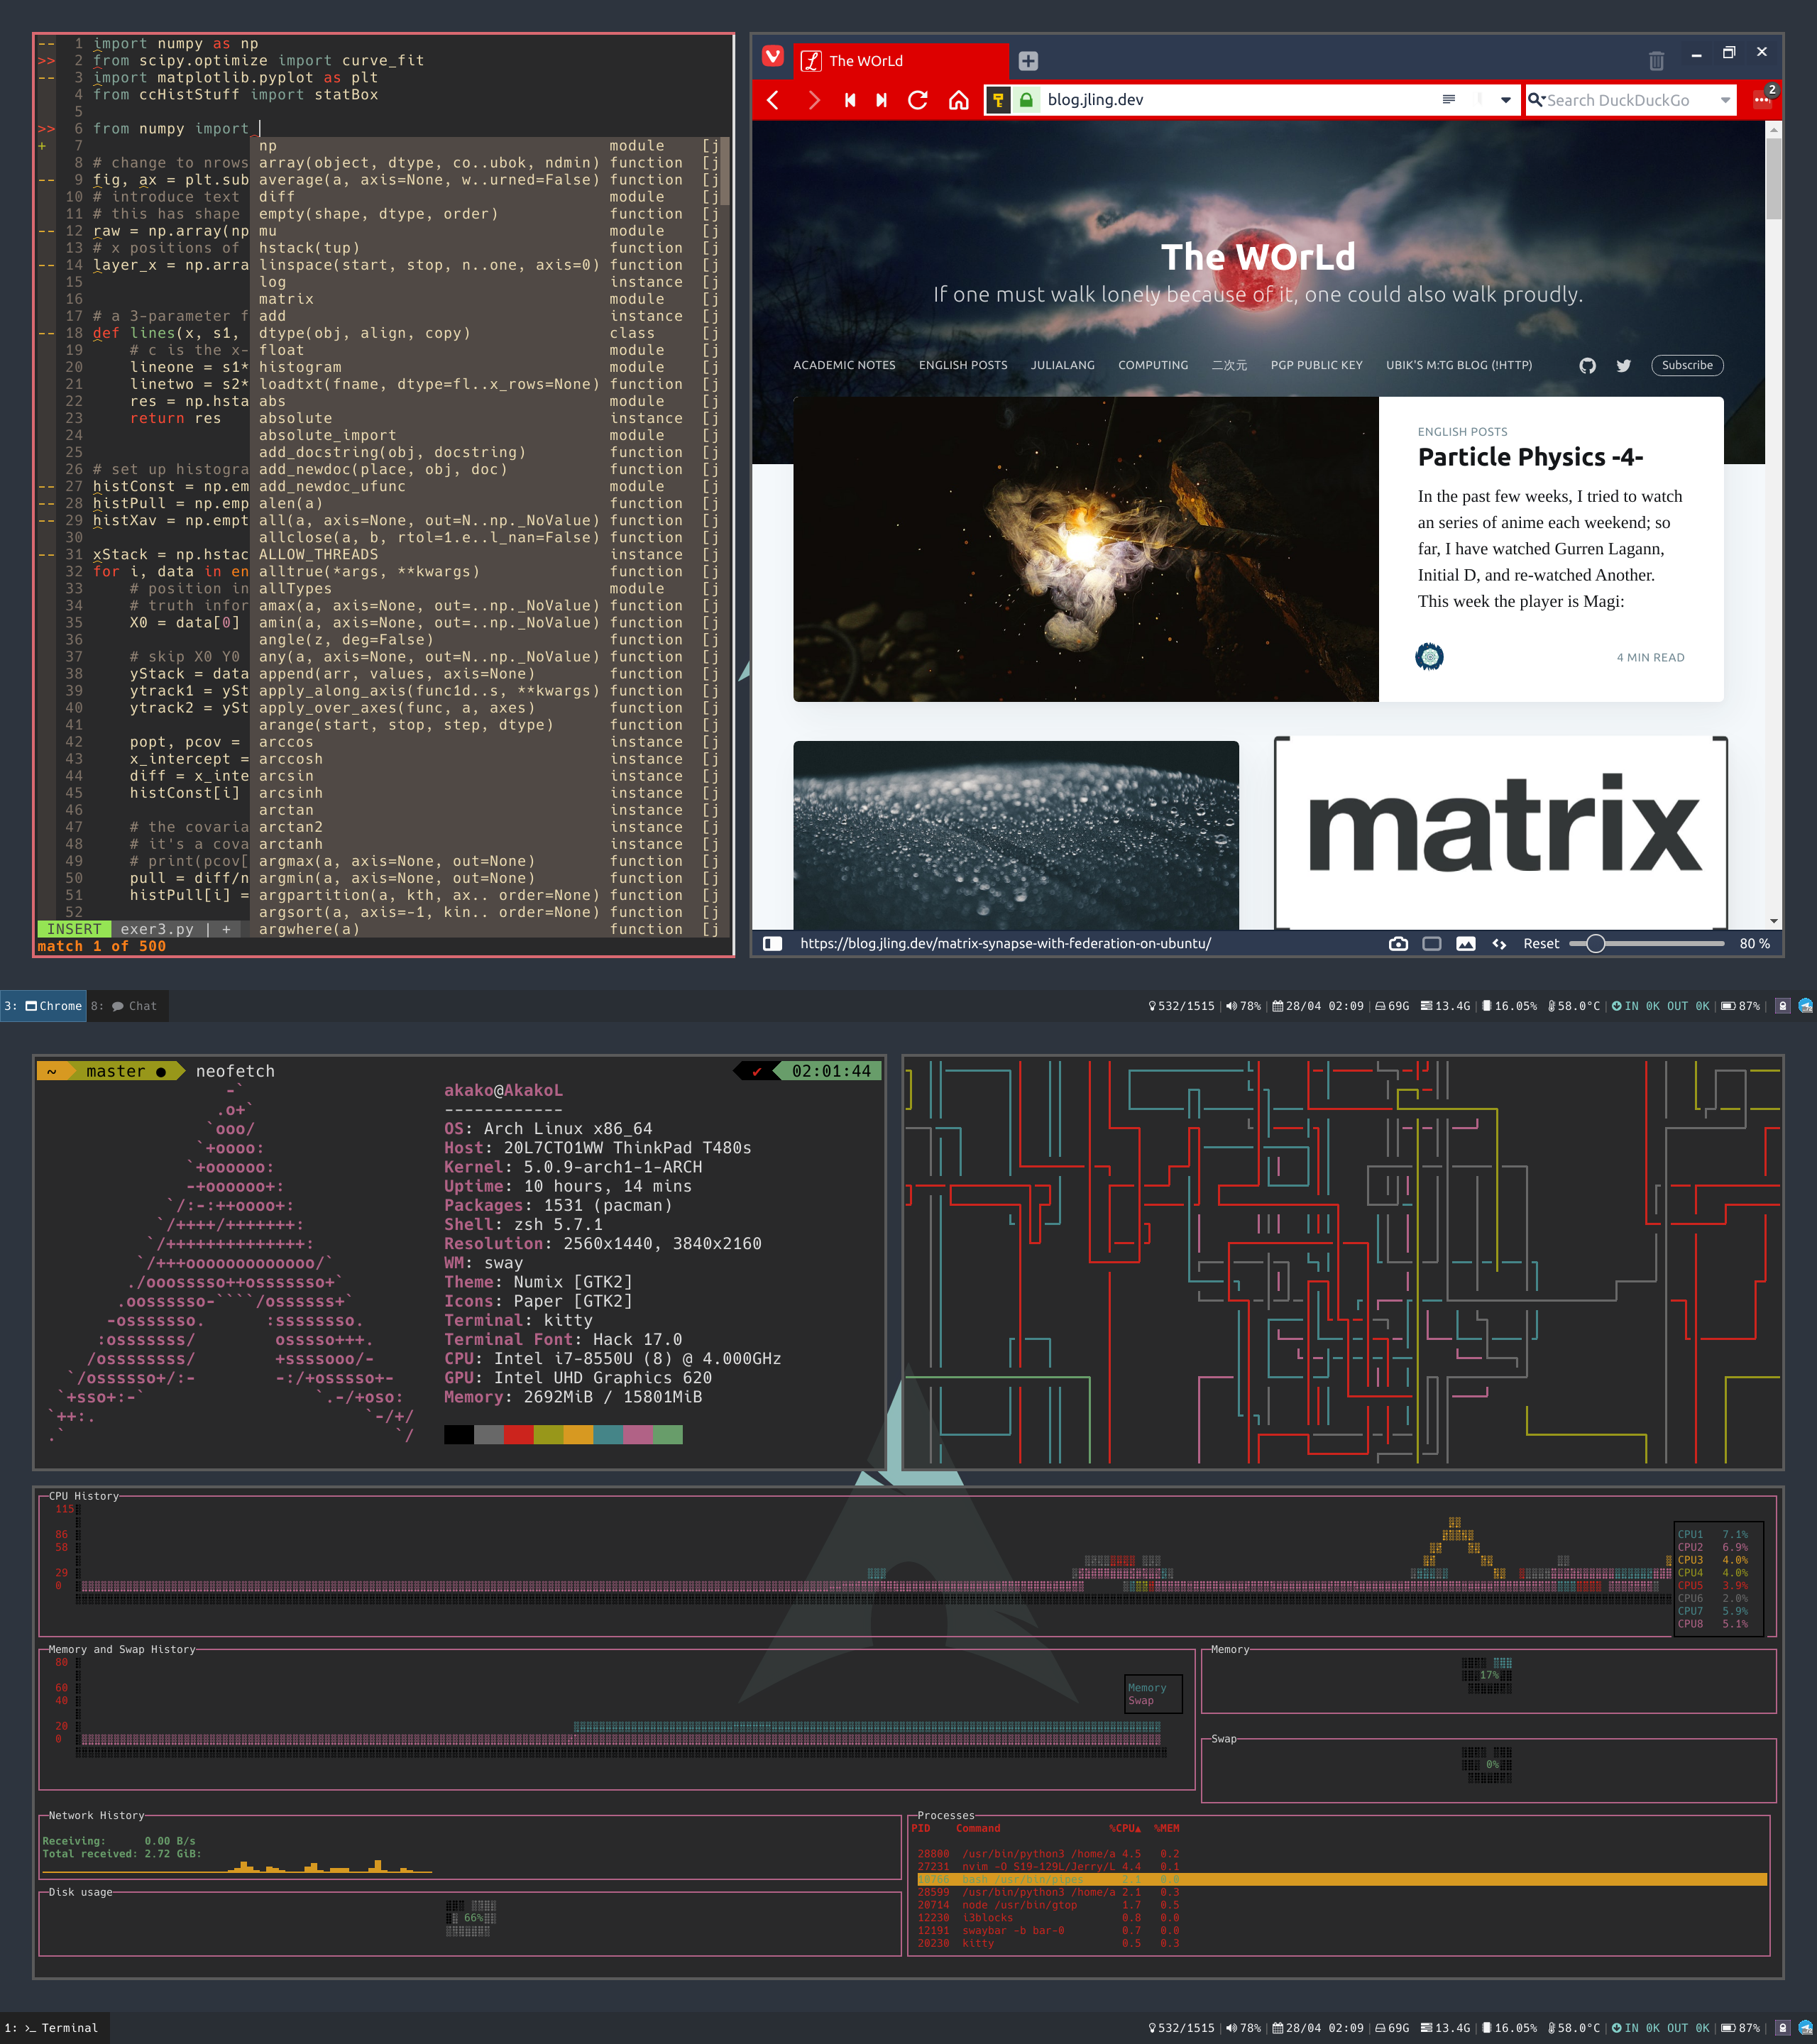 -- 1 import numpy as np
>> 2 from scipy.optimize import curve_fit
-- 3 import matplotlib.pyplot as plt
4 from ccHistStuff import statBox
5
>> 6 from numpy import
+ 7
8 # change to nrows
-- 9 fig, ax = plt.sub
10 # introduce text
11 # this has shape
-- 12 raw = np.array(np
13 # x positions of
-- 14 layer_x = np.arra
15
16
17 # a 3-parameter f
-- 18 def lines(x, s1,
19 # c is the x-
20 lineone = s1*
21 linetwo = s2*
22 res = np.hsta
23 return res
24
25
26 # set up histogra
-- 27 histConst = np.em
-- 28 histPull = np.emp
-- 29 histXav = np.empt
30
-- 31 xStack = np.hstac
32 for i, data in en
33 # position in
34 # truth infor
35 X0 = data[0]
36
37 # skip X0 Y0
38 yStack = data
39 ytrack1 = ySt
40 ytrack2 = ySt
41
42 popt, pcov =
43 x_intercept =
44 diff = x_inte
45 histConst[i]
46
47 # the covaria
48 # it's a cova
49 # print(pcov[
50 pull = diff/n
51 histPull[i] =
52
np module [j
array(object, dtype, co..ubok, ndmin) function [j
average(a, axis=None, w..urned=False) function [j
diff module [j
empty(shape, dtype, order) function [j
mu module [j
hstack(tup) function [j
linspace(start, stop, n..one, axis=0) function [j
log instance [j
matrix module [j
add instance [j
dtype(obj, align, copy) class [j
float module [j
histogram module [j
loadtxt(fname, dtype=fl..x_rows=None) function [j
abs module [j
absolute instance [j
absolute_import module [j
add_docstring(obj, docstring) function [j
add_newdoc(place, obj, doc) function [j
add_newdoc_ufunc module [j
alen(a) function [j
all(a, axis=None, out=N..np._NoValue) function [j
allclose(a, b, rtol=1.e..l_nan=False) function [j
ALLOW_THREADS instance [j
alltrue(*args, **kwargs) function [j
allTypes module [j
amax(a, axis=None, out=..np._NoValue) function [j
amin(a, axis=None, out=..np._NoValue) function [j
angle(z, deg=False) function [j
any(a, axis=None, out=N..np._NoValue) function [j
append(arr, values, axis=None) function [j
apply_along_axis(func1d..s, **kwargs) function [j
apply_over_axes(func, a, axes) function [j
arange(start, stop, step, dtype) function [j
arccos instance [j
arccosh instance [j
arcsin instance [j
arcsinh instance [j
arctan instance [j
arctan2 instance [j
arctanh instance [j
argmax(a, axis=None, out=None) function [j
argmin(a, axis=None, out=None) function [j
argpartition(a, kth, ax.. order=None) function [j
argsort(a, axis=-1, kin.. order=None) function [j
argwhere(a) function [j
INSERT exer3.py | +
match 1 of 500
The WOrLd
blog.jling.dev
Search DuckDuckGo
2
The WOrLd
If one must walk lonely because of it, one could also walk proudly.
ACADEMIC NOTES ENGLISH POSTS JULIALANG COMPUTING 二次元 PGP PUBLIC KEY UBIK'S M:TG BLOG (!HTTP) Subscribe
ENGLISH POSTS
Particle Physics -4-
In the past few weeks, I tried to watch
an series of anime each weekend; so
far, I have watched Gurren Lagann,
Initial D, and re-watched Another.
This week the player is Magi:
4 MIN READ
[matrix]
https://blog.jling.dev/matrix-synapse-with-federation-on-ubuntu/ Reset 80 %
3: Chrome 8: Chat 532/1515 | 78% | 28/04 02:09 | 69G 13.4G | 16.05% 58.0°C | IN 0K OUT 0K | 87% |
~ master ● neofetch ✔ 02:01:44
akako@AkakoL
------------
OS: Arch Linux x86_64
Host: 20L7CTO1WW ThinkPad T480s
Kernel: 5.0.9-arch1-1-ARCH
Uptime: 10 hours, 14 mins
Packages: 1531 (pacman)
Shell: zsh 5.7.1
Resolution: 2560x1440, 3840x2160
WM: sway
Theme: Numix [GTK2]
Icons: Paper [GTK2]
Terminal: kitty
Terminal Font: Hack 17.0
CPU: Intel i7-8550U (8) @ 4.000GHz
GPU: Intel UHD Graphics 620
Memory: 2692MiB / 15801MiB
CPU History
115
86
58
29
0
CPU1 7.1%
CPU2 6.9%
CPU3 4.0%
CPU4 4.0%
CPU5 3.9%
CPU6 2.0%
CPU7 5.9%
CPU8 5.1%
Memory and Swap History
80
60
40
20
0
Memory
Swap
Memory
17%
Swap
0%
Network History
Receiving: 0.00 B/s
Total received: 2.72 GiB:
Disk usage
66%
Processes
PID Command %CPU▲ %MEM
28800 /usr/bin/python3 /home/a 4.5 0.2
27231 nvim -O S19-129L/Jerry/L 4.4 0.1
bash /usr/bin/pipes 2.1
28599 /usr/bin/python3 /home/a 2.1 0.3
20714 node /usr/bin/gtop 1.7 0.5
12230 i3blocks 0.8 0.0
12191 swaybar -b bar-0 0.7 0.0
20230 kitty 0.5 0.3
1: >_ Terminal 532/1515 | 78% | 28/04 02:09 | 69G 13.4G | 16.05% 58.0°C | IN 0K OUT 0K | 87% |